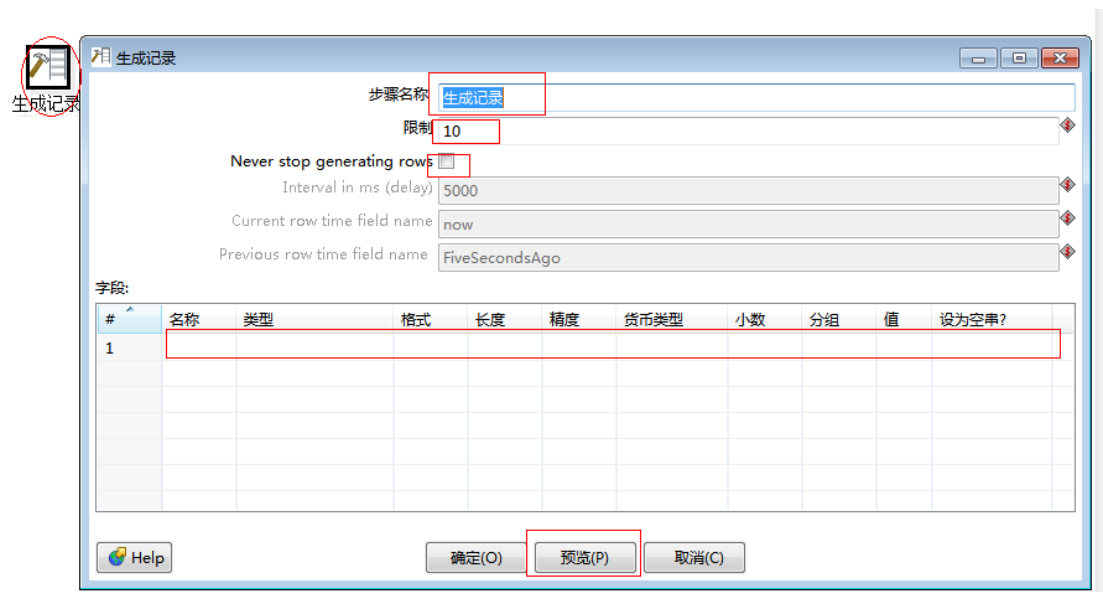 生成记录
生成记录
步骤名称 生成记录
限制 10
Never stop generating rows
Interval in ms (delay) 5000
Current row time field name now
Previous row time field name FiveSecondsAgo
字段:
# 名称 类型 格式 长度 精度 货币类型 小数 分组 值 设为空串?
1
Help 确定(O) 预览(P) 取消(C)